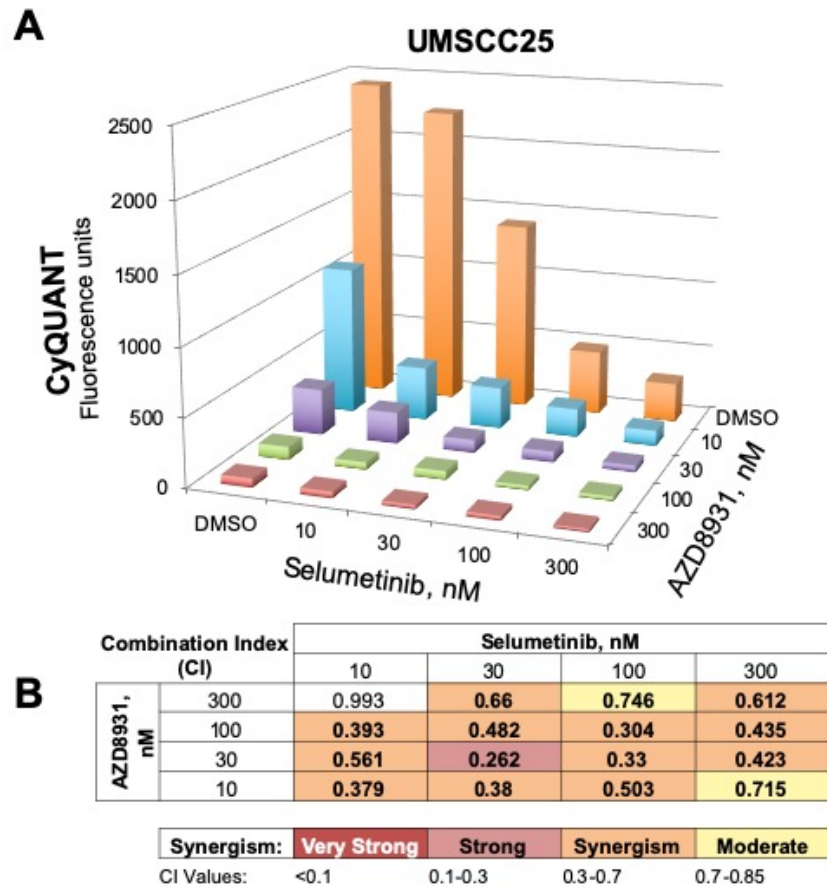 A
UMSCC25
2500
2000
1500
1000
500
0
CyQUANT
Fluorescence units
DMSO
10
30
100
300
Selumetinib, nM
DMSO
10
30
100
300
AZD8931, nM
B
Combination Index (CI)
Selumetinib, nM
10 30 100 300
AZD8931, nM
300 0.993 0.66 0.746 0.612
100 0.393 0.482 0.304 0.435
30 0.561 0.262 0.33 0.423
10 0.379 0.38 0.503 0.715
Synergism: Very Strong Strong Synergism Moderate
CI Values: <0.1 0.1-0.3 0.3-0.7 0.7-0.85